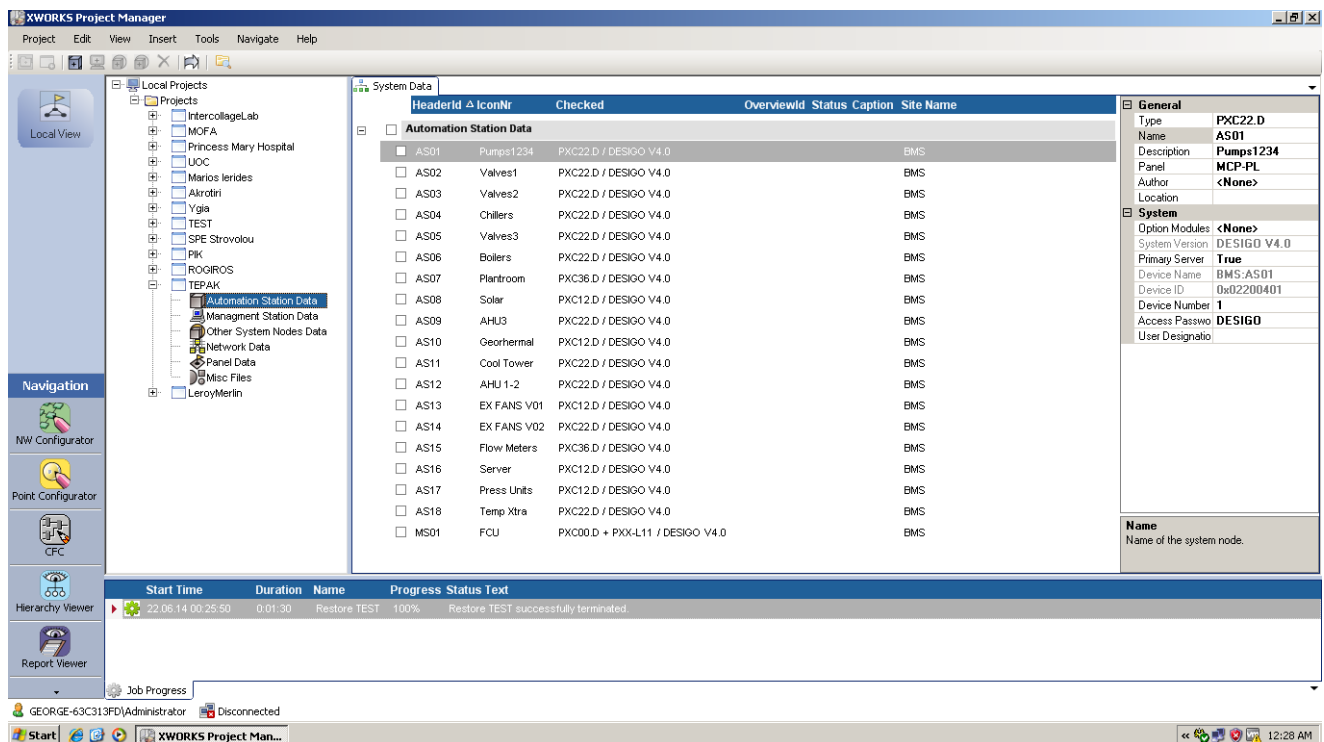 XWORKS Project Manager
Project Edit View Insert Tools Navigate Help
Local View
Navigation
NW Configurator
Point Configurator
CFC
Hierarchy Viewer
Report Viewer
Local Projects
Projects
IntercollageLab
MOFA
Princess Mary Hospital
UOC
Marios Ierides
Akrotiri
Ygia
TEST
SPE Strovolou
PIK
ROGIROS
TEPAK
Automation Station Data
Managment Station Data
Other System Nodes Data
Network Data
Panel Data
Misc Files
LeroyMerlin
System Data
HeaderId IconNr Checked OverviewId Status Caption Site Name
Automation Station Data
AS01 Pumps1234 PXC22.D / DESIGO V4.0 BMS
AS02 Valves1 PXC22.D / DESIGO V4.0 BMS
AS03 Valves2 PXC22.D / DESIGO V4.0 BMS
AS04 Chillers PXC22.D / DESIGO V4.0 BMS
AS05 Valves3 PXC22.D / DESIGO V4.0 BMS
AS06 Boilers PXC22.D / DESIGO V4.0 BMS
AS07 Plantroom PXC36.D / DESIGO V4.0 BMS
AS08 Solar PXC12.D / DESIGO V4.0 BMS
AS09 AHU3 PXC22.D / DESIGO V4.0 BMS
AS10 Georhermal PXC12.D / DESIGO V4.0 BMS
AS11 Cool Tower PXC22.D / DESIGO V4.0 BMS
AS12 AHU 1-2 PXC22.D / DESIGO V4.0 BMS
AS13 EX FANS V01 PXC12.D / DESIGO V4.0 BMS
AS14 EX FANS V02 PXC22.D / DESIGO V4.0 BMS
AS15 Flow Meters PXC36.D / DESIGO V4.0 BMS
AS16 Server PXC12.D / DESIGO V4.0 BMS
AS17 Press Units PXC12.D / DESIGO V4.0 BMS
AS18 Temp Xtra PXC22.D / DESIGO V4.0 BMS
MS01 FCU PXC00.D + PXX-L11 / DESIGO V4.0 BMS
General
Type PXC22.D
Name AS01
Description Pumps1234
Panel MCP-PL
Author <None>
Location
System
Option Modules <None>
System Version DESIGO V4.0
Primary Server True
Device Name BMS:AS01
Device ID 0x02200401
Device Number 1
Access Passwo DESIGO
User Designatio
Name
Name of the system node.
Start Time Duration Name Progress Status Text
22.06.14 00:25:50 0:01:30 Restore TEST 100% Restore TEST successfully terminated.
Job Progress
GEORGE-63C313FD\Administrator Disconnected
Start XWORKS Project Man... 12:28 AM